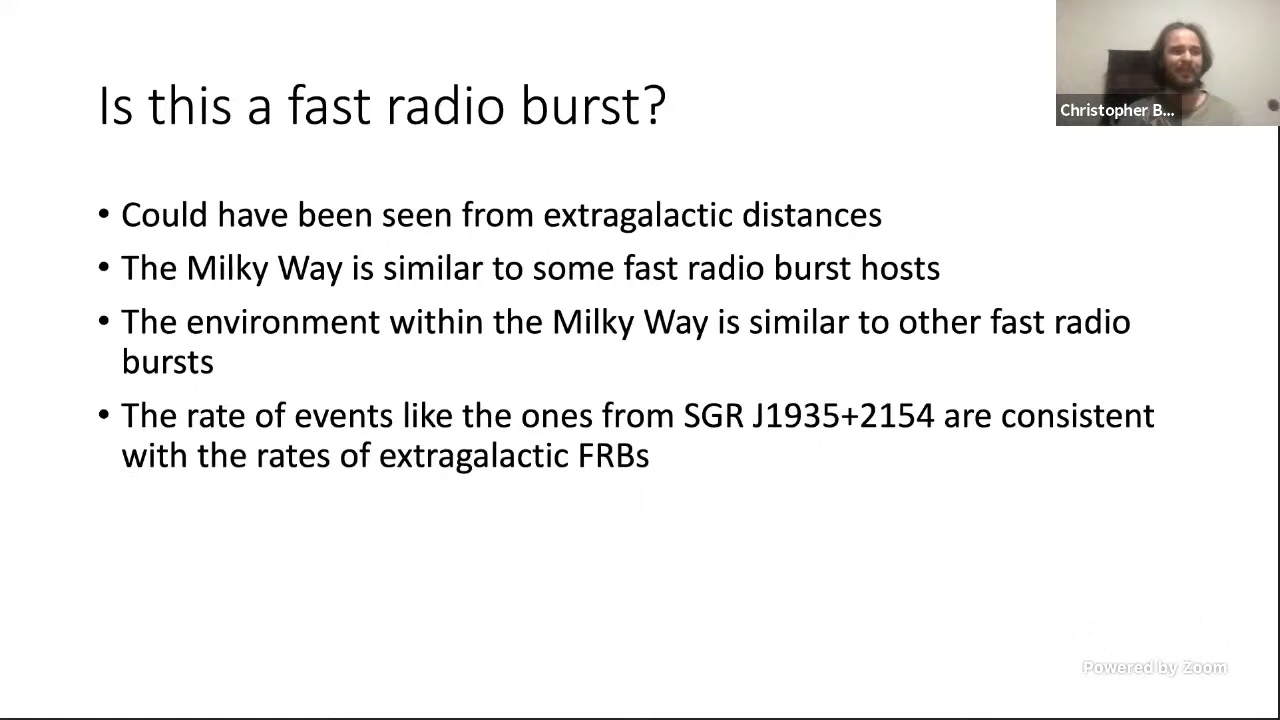 Is this a fast radio burst?
Christopher B...
• Could have been seen from extragalactic distances
• The Milky Way is similar to some fast radio burst hosts
• The environment within the Milky Way is similar to other fast radio
bursts
• The rate of events like the ones from SGR J1935+2154 are consistent
with the rates of extragalactic FRBs
Powered by Zoom